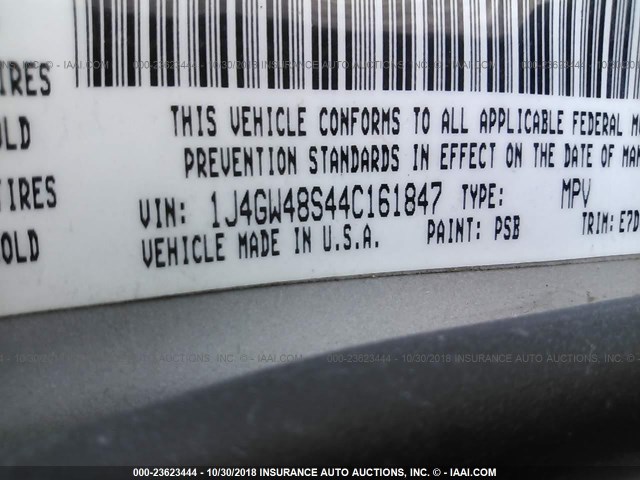 IRES
OLD
TIRES
OLD
THIS VEHICLE CONFORMS TO ALL APPLICABLE FEDERAL
PREVENTION STANDARDS IN EFFECT ON THE DATE OF
VIN: 1J4GW48S44C161847 TYPE: MPV
VEHICLE MADE IN U.S.A. PAINT: PSB TRIM: E7D
000-23623444 - 10/30/2018 INSURANCE AUTO AUCTIONS, INC. © - IAAI.COM